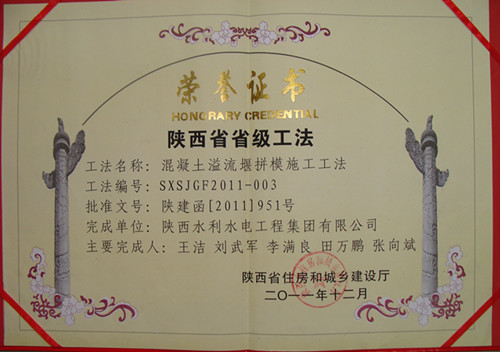 荣誉证书
HONORARY CREDENTIAL
陕西省省级工法
工法名称：混凝土溢流堰拼模施工工法
工法编号：SXSJGF2011-003
批准文号：陕建函[2011]951号
完成单位：陕西水利水电工程集团有限公司
主要完成人：王洁 刘武军 李满良 田万鹏 张向斌
陕西省住房和城乡建设厅
二〇一一年十二月